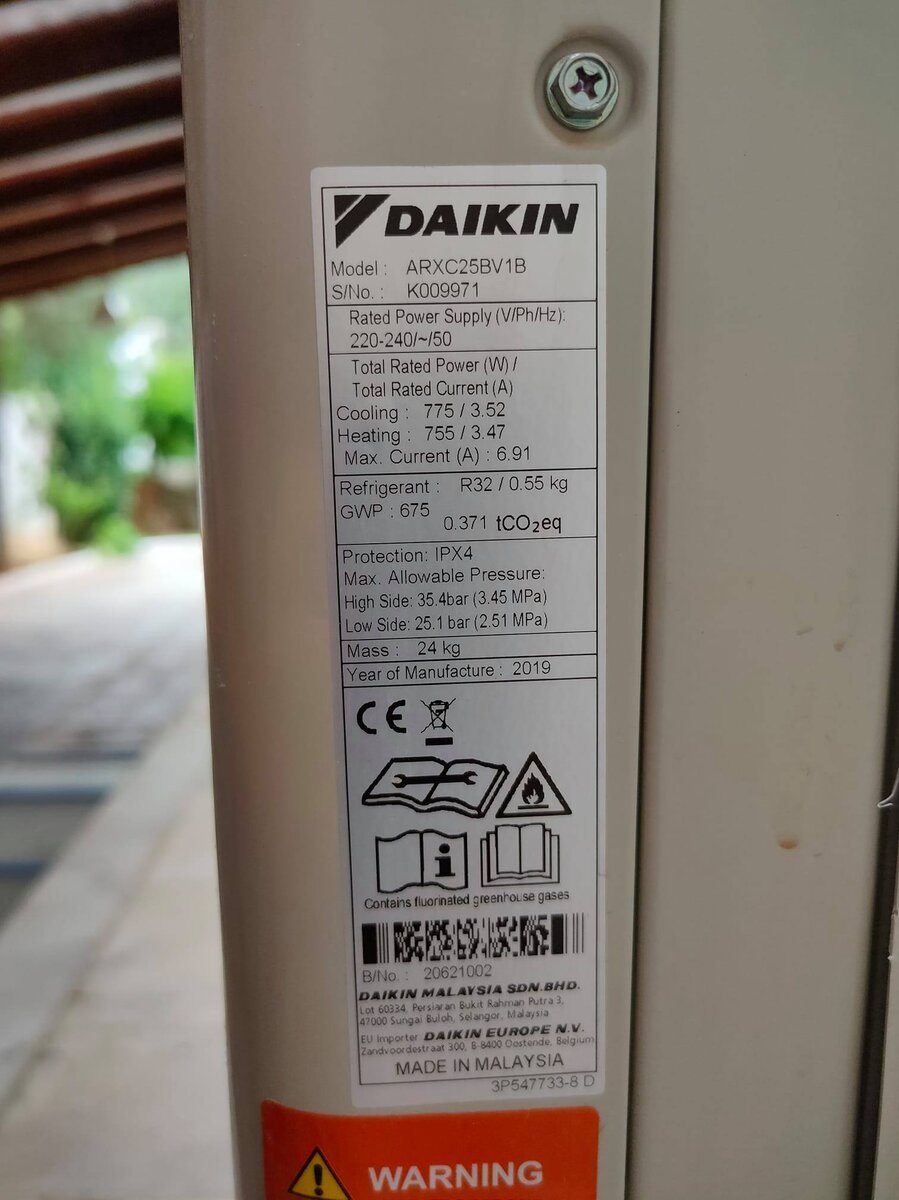 DAIKIN
Model : ARXC25BV1B
S/No. : K009971
Rated Power Supply (V/Ph/Hz):
220-240/~/50
Total Rated Power (W) /
Total Rated Current (A)
Cooling : 775 / 3.52
Heating : 755 / 3.47
Max. Current (A) : 6.91
Refrigerant : R32 / 0.55 kg
GWP : 675
0.371 tCO₂eq
Protection: IPX4
Max. Allowable Pressure:
High Side: 35.4bar (3.45 MPa)
Low Side: 25.1 bar (2.51 MPa)
Mass : 24 kg
Year of Manufacture : 2019
CE
i
Contains fluorinated greenhouse gases
B/No. : 20621002
DAIKIN MALAYSIA SDN.BHD.
Lot 60334, Persiaran Bukit Rahman Putra 3,
47000 Sungai Buloh, Selangor, Malaysia
EU Importer DAIKIN EUROPE N.V.
Zandvoordestraat 300, B-8400 Oostende, Belgium
MADE IN MALAYSIA
3P547733-8 D
WARNING